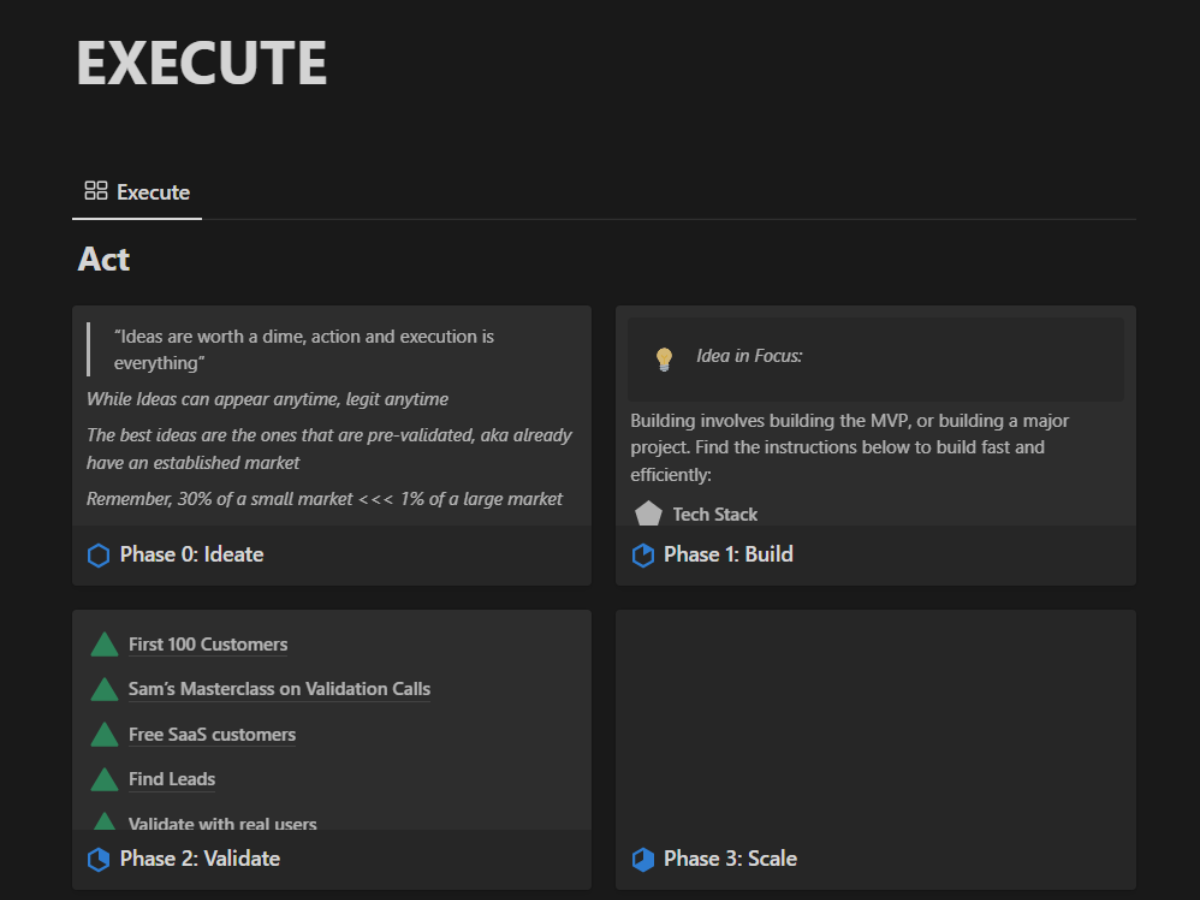 EXECUTE
Execute
Act
“Ideas are worth a dime, action and execution is
everything”
While Ideas can appear anytime, legit anytime
The best ideas are the ones that are pre-validated, aka already
have an established market
Remember, 30% of a small market <<< 1% of a large market
Phase 0: Ideate
Idea in Focus:
Building involves building the MVP, or building a major
project. Find the instructions below to build fast and
efficiently:
Tech Stack
Phase 1: Build
First 100 Customers
Sam’s Masterclass on Validation Calls
Free SaaS customers
Find Leads
Validate with real users
Phase 2: Validate
Phase 3: Scale